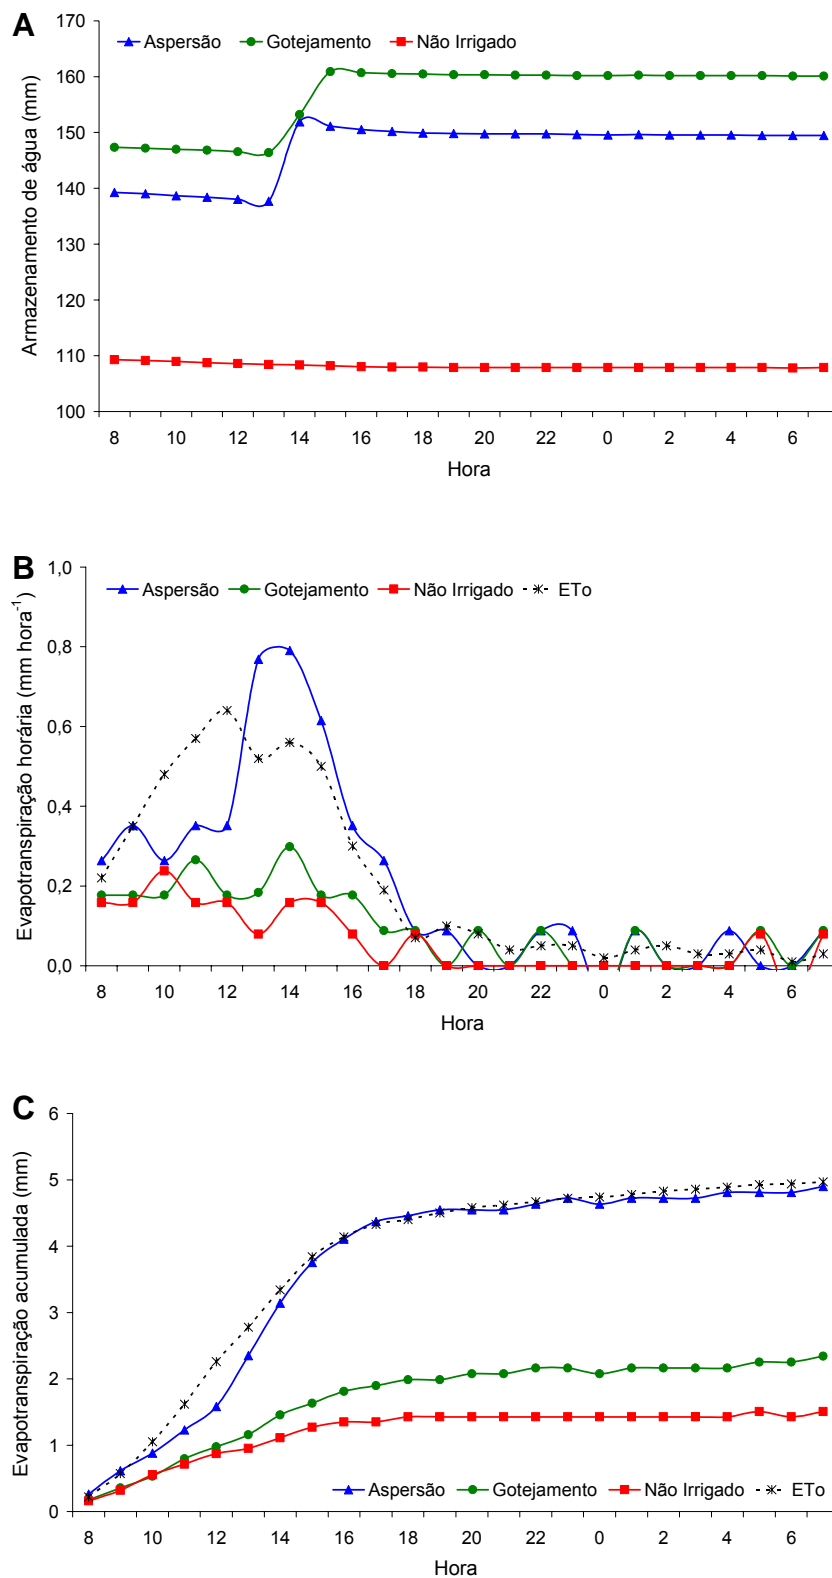 A
170
160
150
140
130
120
110
100
Armazenamento de água (mm)
Aspersão Gotejamento Não Irrigado
8 10 12 14 16 18 20 22 0 2 4 6
Hora
B
1,0
0,8
0,6
0,4
0,2
0,0
Evapotranspiração horária (mm hora⁻¹)
Aspersão Gotejamento Não Irrigado ETo
8 10 12 14 16 18 20 22 0 2 4 6
Hora
C
6
5
4
3
2
1
0
Evapotranspiração acumulada (mm)
Aspersão Gotejamento Não Irrigado ETo
8 10 12 14 16 18 20 22 0 2 4 6
Hora